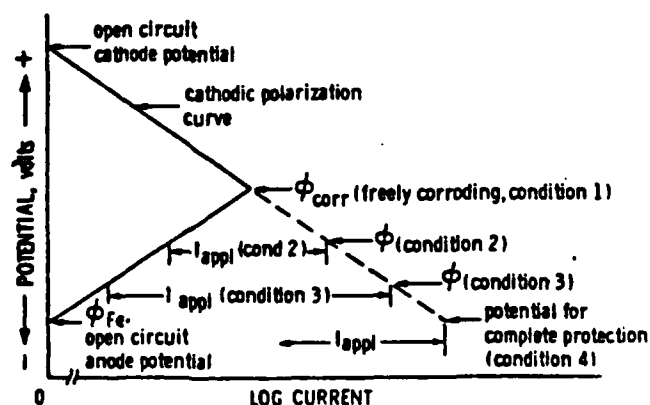 open circuit
cathode potential
+
cathodic polarization
curve
POTENTIAL, volts
ϕcorr (freely corroding, condition 1)
Iappl (cond 2)
ϕ(condition 2)
Iappl (condition 3)
ϕ(condition 3)
ϕFe.
open circuit
anode potential
Iappl
potential for
complete protection
(condition 4)
−
0
LOG CURRENT